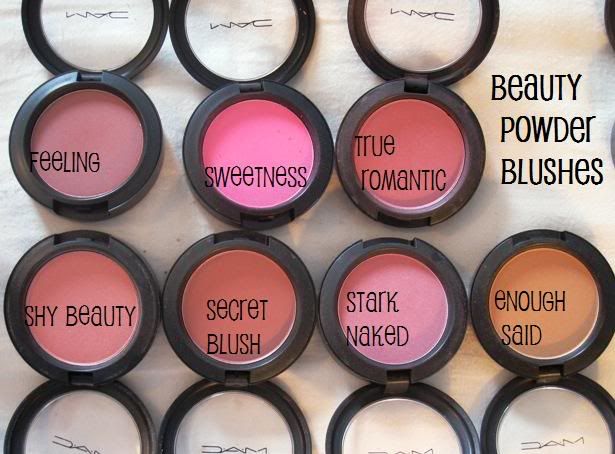 MAC
MAC
MAC
BEAUTY
POWDER
BLUSHES
FEELING
SWEETNESS
TRUE
ROMANTIC
SHY BEAUTY
SECRET
BLUSH
STARK
NAKED
ENOUGH
SAID
MAC
MAC
MAC
MAC